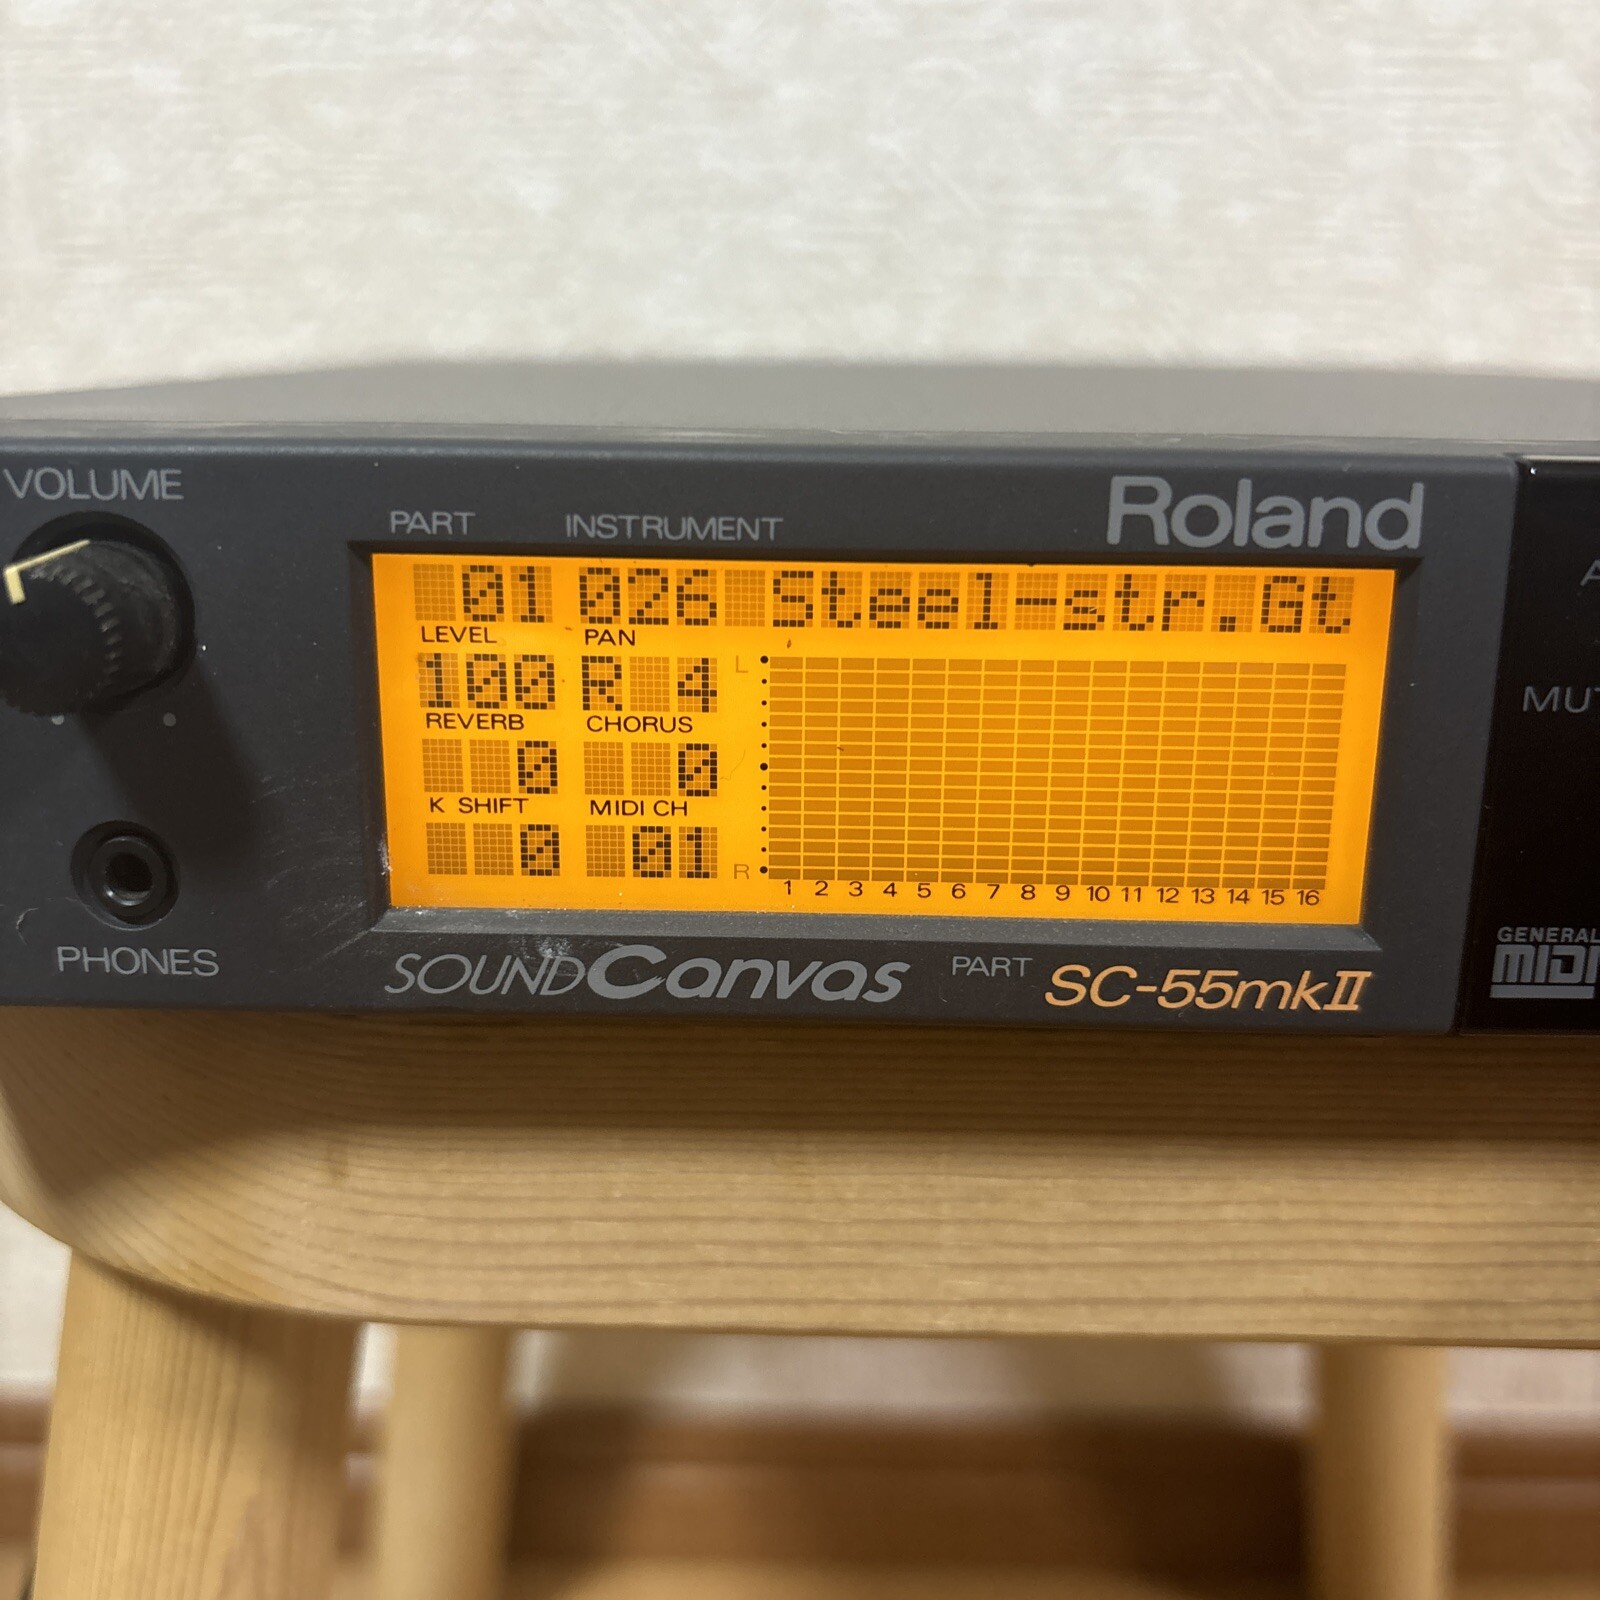 VOLUME
PART INSTRUMENT
Roland
01 026 Steel-str.Gt
LEVEL PAN
100 R 4
L
REVERB CHORUS
0 0
K SHIFT MIDI CH
0 01
R
1 2 3 4 5 6 7 8 9 10 11 12 13 14 15 16
PHONES
SOUND Canvas PART SC-55mkII
MUT
GENERAL
MIDI